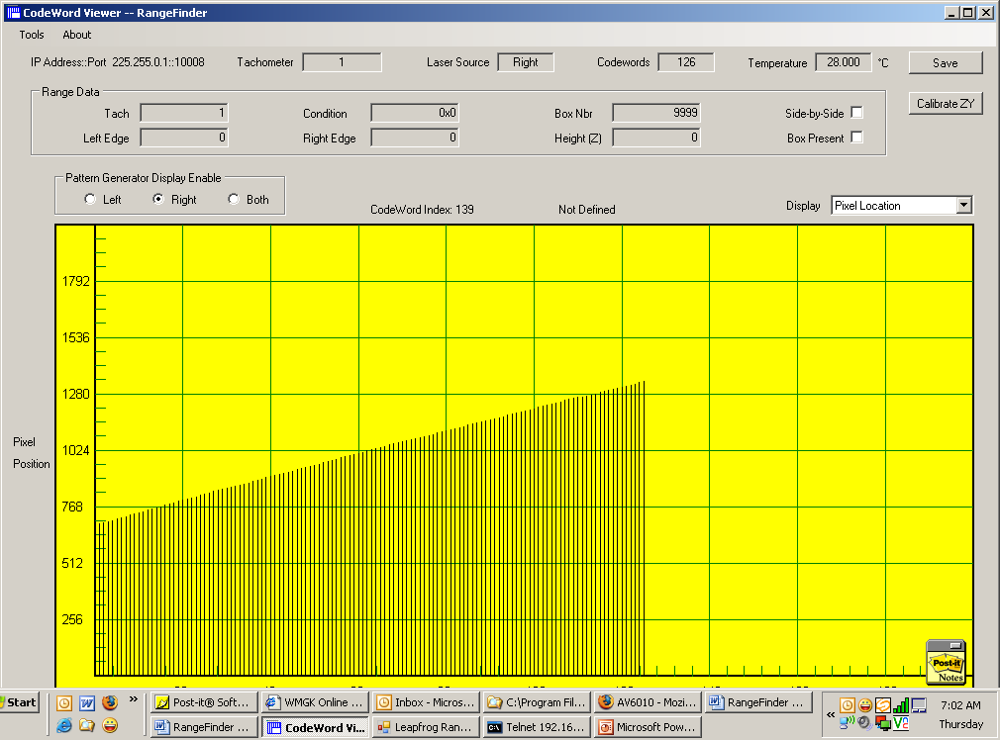 CodeWord Viewer -- RangeFinder
Tools About
IP Address::Port 225.255.0.1::10008 Tachometer 1 Laser Source Right Codewords 126 Temperature 28.000 °C Save
Range Data
Calibrate ZY
Tach 1 Condition 0x0 Box Nbr 9999 Side-by-Side
Left Edge 0 Right Edge 0 Height (Z) 0 Box Present
Pattern Generator Display Enable
Left Right Both
CodeWord Index: 139 Not Defined Display Pixel Location
1792
1536
1280
Pixel
Position
1024
768
512
256
Post-it
Notes
Start
Post-it® Soft...
WMGK Online ...
Inbox - Micros...
C:\Program Fil...
AV6010 - Mozi...
RangeFinder ...
7:02 AM
RangeFinder ...
CodeWord Vi...
Leapfrog Ran...
Telnet 192.16...
Microsoft Pow...
Thursday